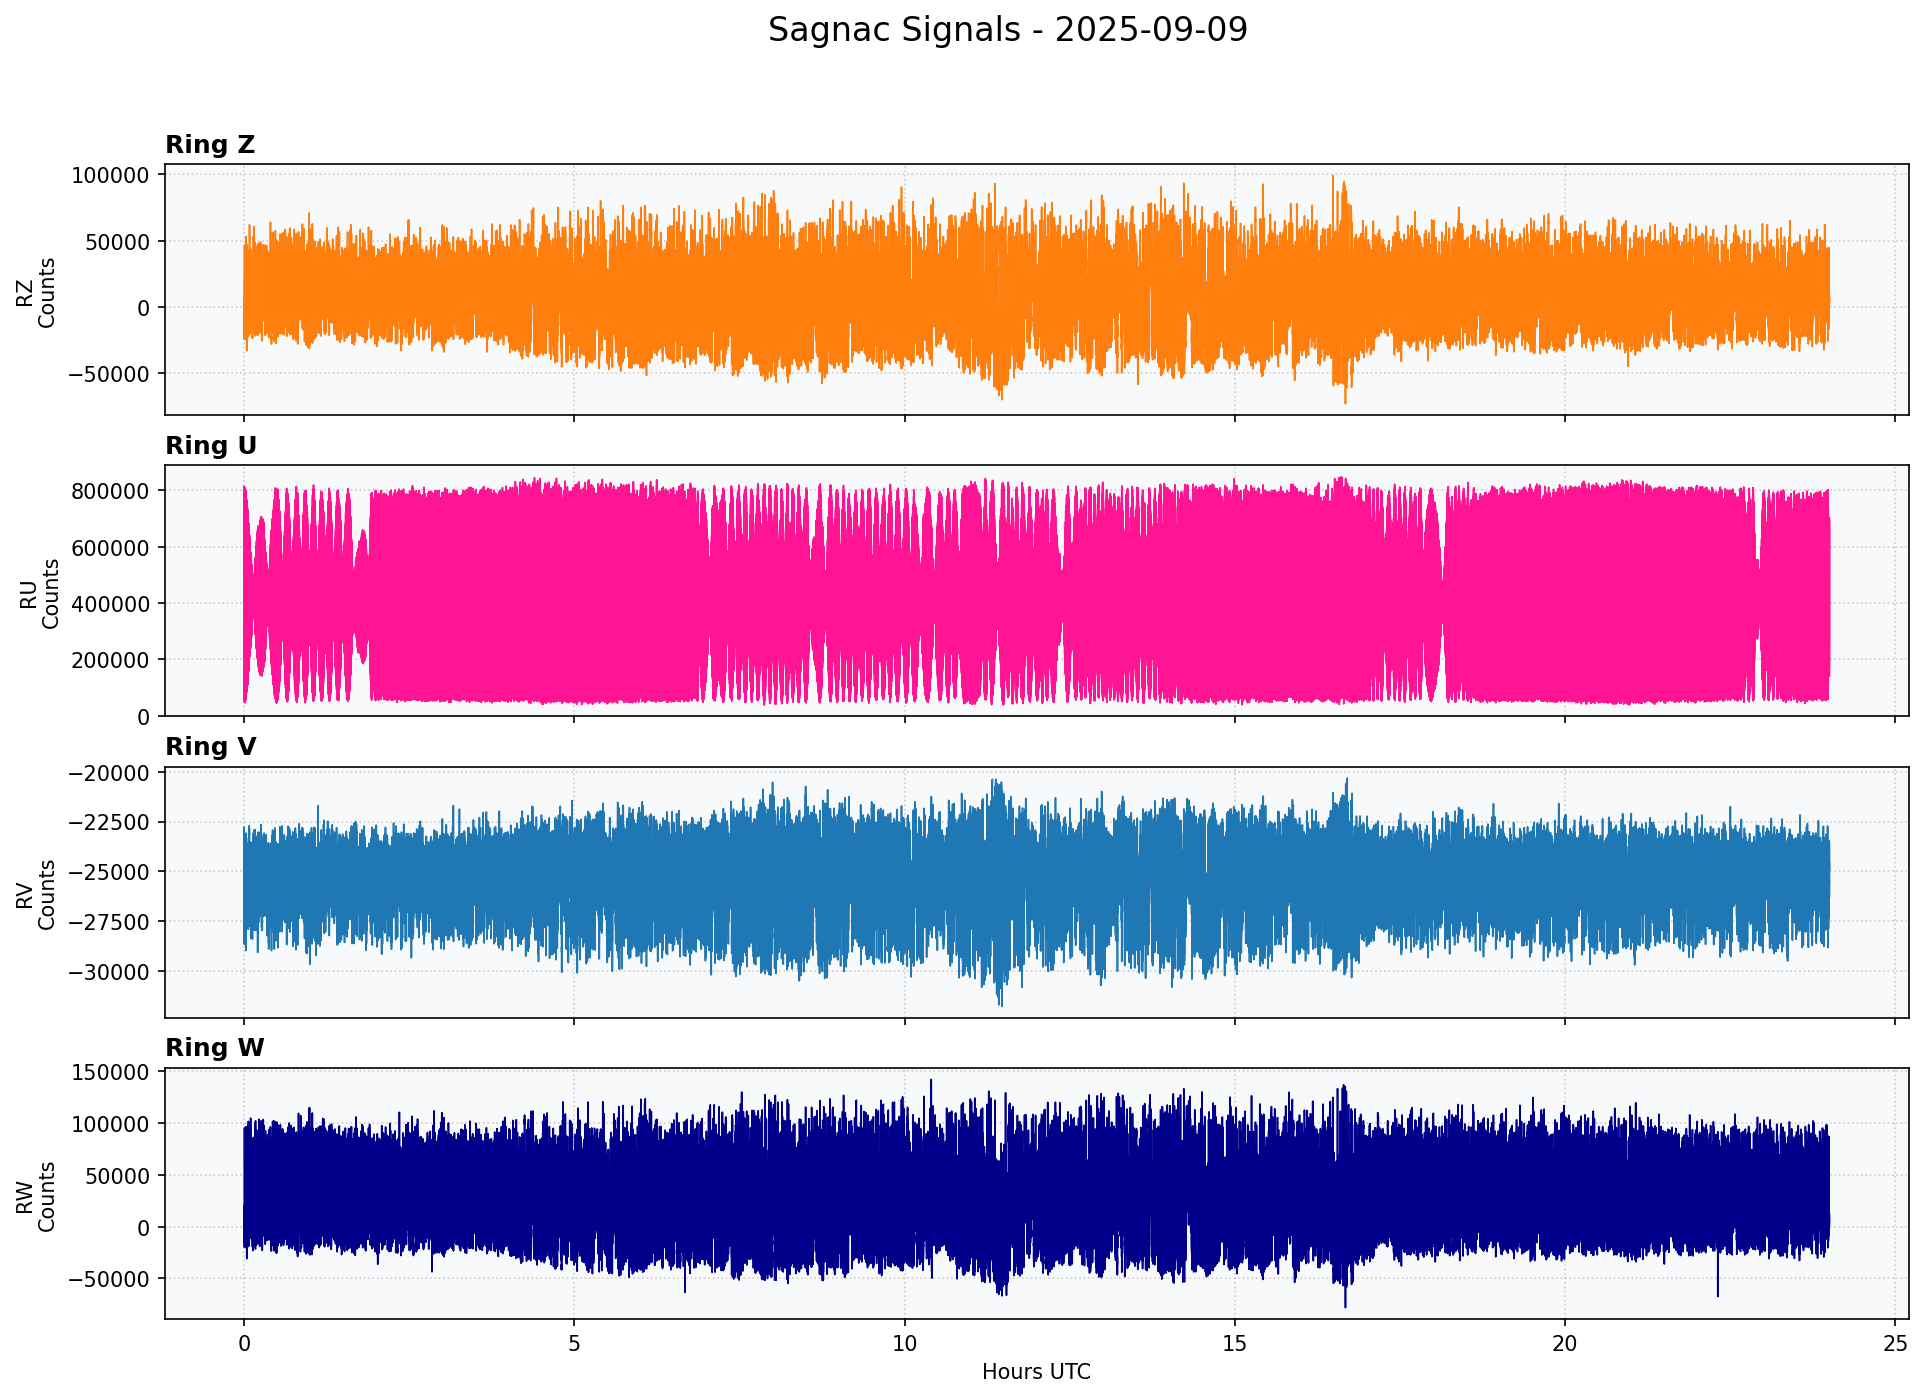 Sagnac Signals - 2025-09-09
Ring Z
100000
50000
0
−50000
RZ
Counts
Ring U
800000
600000
400000
200000
0
RU
Counts
Ring V
−20000
−22500
−25000
−27500
−30000
RV
Counts
Ring W
150000
100000
50000
0
−50000
RW
Counts
0 5 10 15 20 25
Hours UTC